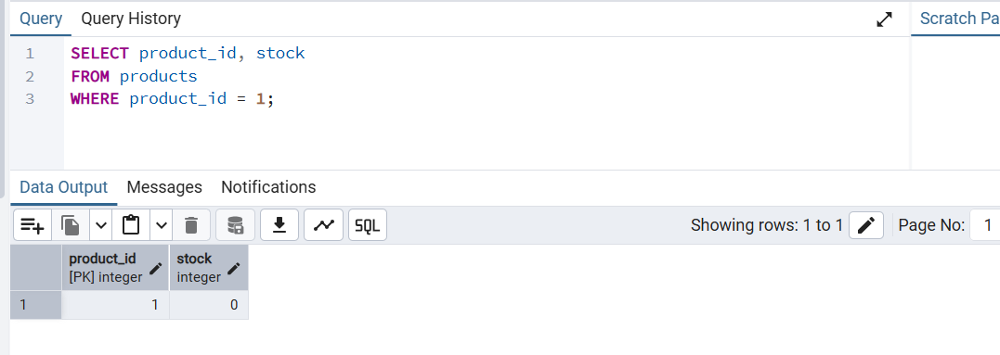 Query Query History Scratch Pa
1 SELECT product_id, stock
2 FROM products
3 WHERE product_id = 1;
Data Output Messages Notifications
SQL Showing rows: 1 to 1 Page No: 1
product_id stock
[PK] integer integer
1 1 0